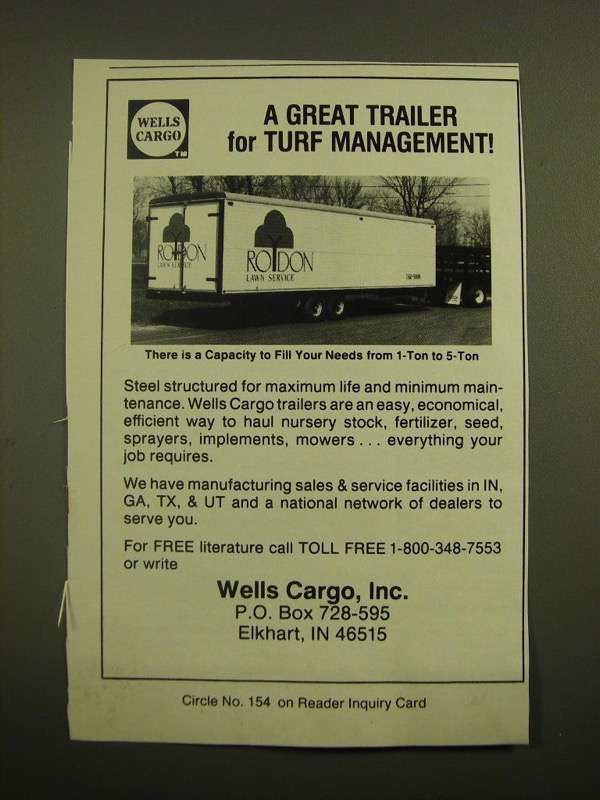 WELLS
CARGO
TM
A GREAT TRAILER
for TURF MANAGEMENT!
ROYDON
LAWN SERVICE
ROYDON
LAWN SERVICE
There is a Capacity to Fill Your Needs from 1-Ton to 5-Ton
Steel structured for maximum life and minimum main-
tenance. Wells Cargo trailers are an easy, economical,
efficient way to haul nursery stock, fertilizer, seed,
sprayers, implements, mowers . . . everything your
job requires.
We have manufacturing sales & service facilities in IN,
GA, TX, & UT and a national network of dealers to
serve you.
For FREE literature call TOLL FREE 1-800-348-7553
or write
Wells Cargo, Inc.
P.O. Box 728-595
Elkhart, IN 46515
Circle No. 154 on Reader Inquiry Card